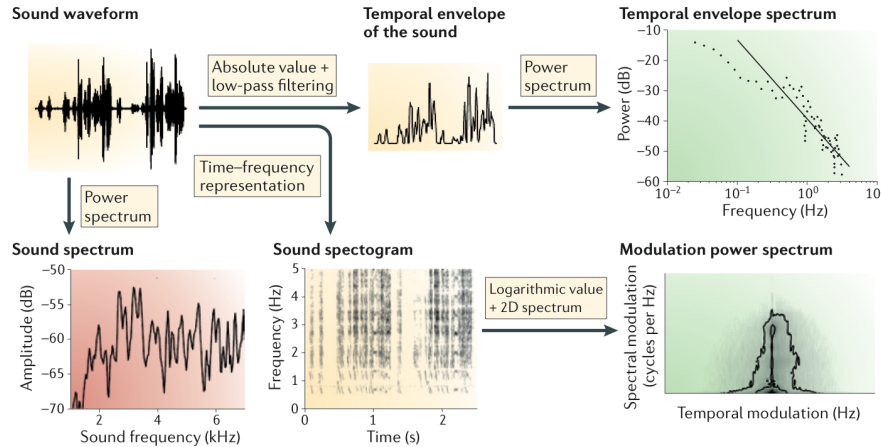 Sound waveform
Temporal envelope
of the sound
Temporal envelope spectrum
Absolute value +
low-pass filtering
Power
spectrum
−10
−20
−30
−40
−50
−60
Power (dB)
10⁻²
10⁻¹
10⁰
10
Frequency (Hz)
Time–frequency
representation
Power
spectrum
Sound spectrum
Sound spectogram
Modulation power spectrum
−50
−55
−60
−65
−70
Amplitude (dB)
2
4
6
Sound frequency (kHz)
5
4
3
2
1
0
Frequency (Hz)
0
1
2
Time (s)
Logarithmic value
+ 2D spectrum
Spectral modulation
(cycles per Hz)
Temporal modulation (Hz)